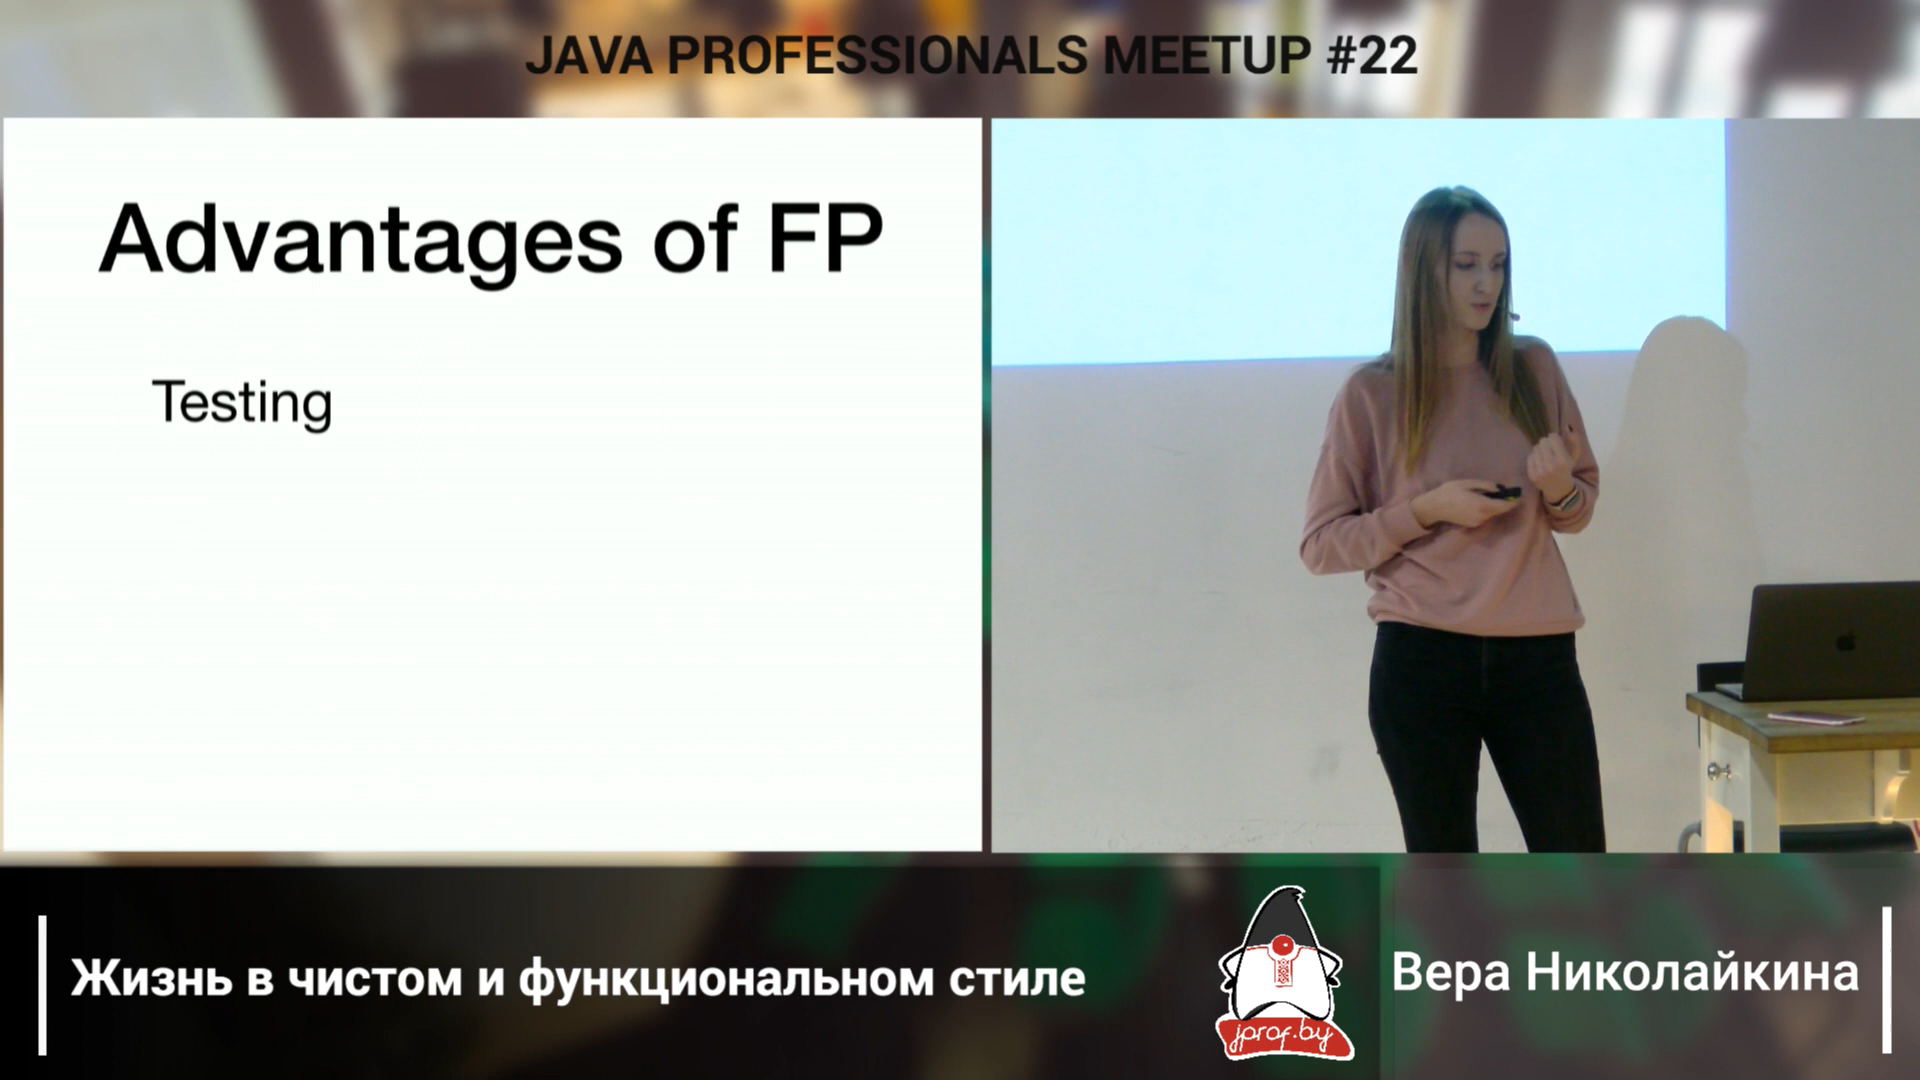 JAVA PROFESSIONALS MEETUP #22
Advantages of FP
Testing
Жизнь в чистом и функциональном стиле
jprof.by
Вера Николайкина